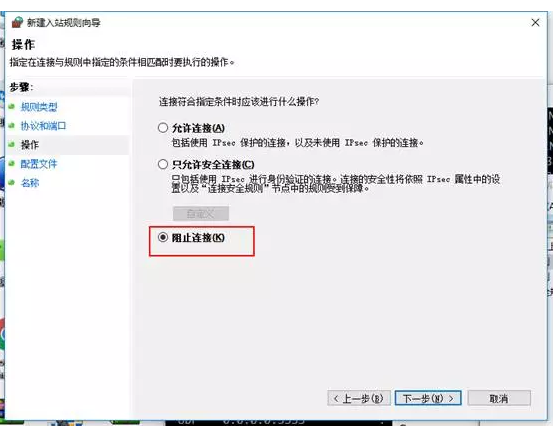 新建入站规则向导
操作
指定在连接与规则中指定的条件相匹配时要执行的操作。
步骤:
规则类型
协议和端口
操作
配置文件
名称
连接符合指定条件时应该进行什么操作?
允许连接(A)
包括使用 IPsec 保护的连接，以及未使用 IPsec 保护的连接。
只允许安全连接(C)
只包括使用 IPsec 进行身份验证的连接。连接的安全性将依照 IPsec 属性中的设
置以及“连接安全规则”节点中的规则受到保障。
自定义
阻止连接(K)
< 上一步(B)
下一步(N) >
取消